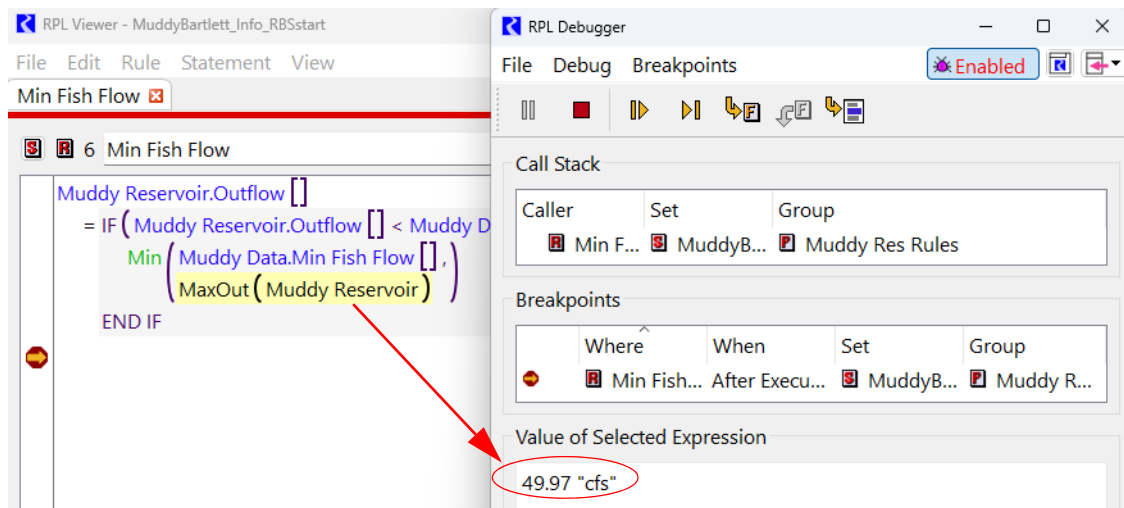 RPL Viewer - MuddyBartlett_Info_RBSstart
File Edit Rule Statement View
Min Fish Flow
S R 6 Min Fish Flow
Muddy Reservoir.Outflow []
= IF ( Muddy Reservoir.Outflow [] < Muddy D
Min ( Muddy Data.Min Fish Flow [] ,
MaxOut ( Muddy Reservoir ) )
END IF
RPL Debugger
File Debug Breakpoints
Enabled
F F
Call Stack
Caller Set Group
R Min F... S MuddyB... P Muddy Res Rules
Breakpoints
Where When Set Group
R Min Fish... After Execu... S MuddyB... P Muddy R...
Value of Selected Expression
49.97 "cfs"